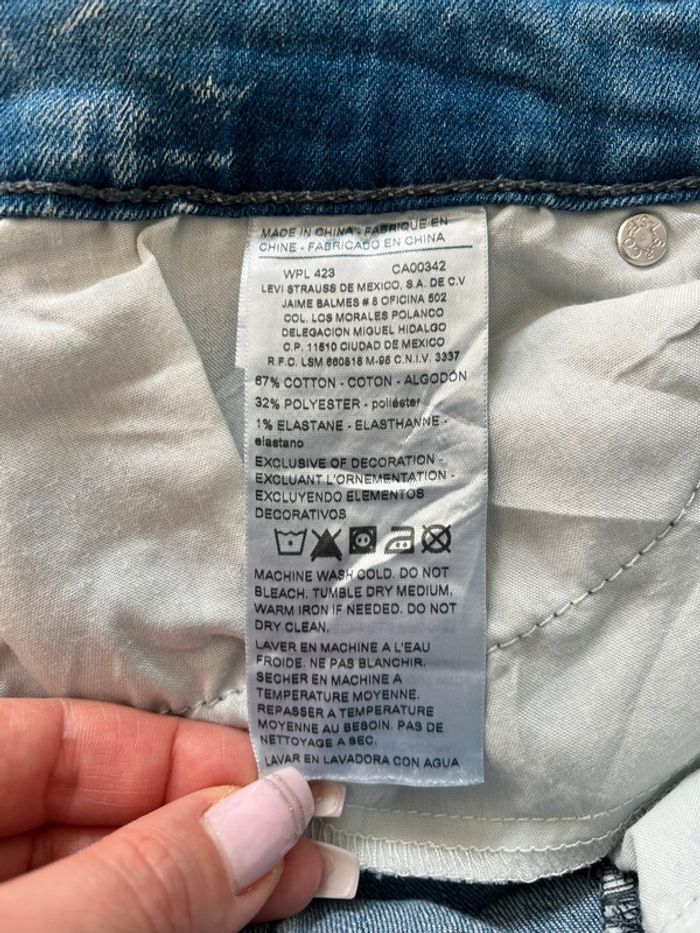 MADE IN CHINA - FABRIQUE EN
CHINE - FABRICADO EN CHINA
WPL 423 CA00342
LEVI STRAUSS DE MEXICO, S.A. DE C.V
JAIME BALMES # 8 OFICINA 502
COL. LOS MORALES POLANCO
DELEGACION MIGUEL HIDALGO
C.P. 11510 CIUDAD DE MEXICO
R.F.C. LSM 660818 M-98 C.N.I.V. 3337
67% COTTON - COTON - ALGODÓN
32% POLYESTER - poliéster
1% ELASTANE - ELASTHANNE -
elastano
EXCLUSIVE OF DECORATION -
EXCLUANT L'ORNEMENTATION -
EXCLUYENDO ELEMENTOS
DECORATIVOS
MACHINE WASH COLD. DO NOT
BLEACH. TUMBLE DRY MEDIUM.
WARM IRON IF NEEDED. DO NOT
DRY CLEAN.
LAVER EN MACHINE A L'EAU
FROIDE. NE PAS BLANCHIR.
SECHER EN MACHINE A
TEMPERATURE MOYENNE.
REPASSER A TEMPERATURE
MOYENNE AU BESOIN. PAS DE
NETTOYAGE A SEC.
LAVAR EN LAVADORA CON AGUA